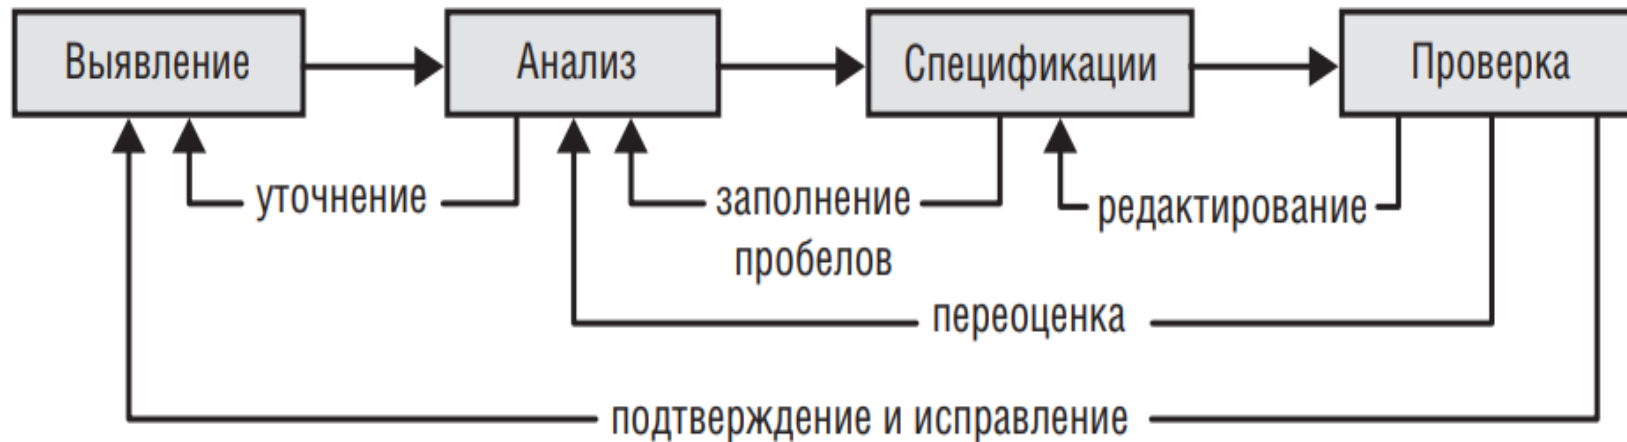 Выявление
Анализ
Спецификации
Проверка
уточнение
заполнение
пробелов
редактирование
переоценка
подтверждение и исправление